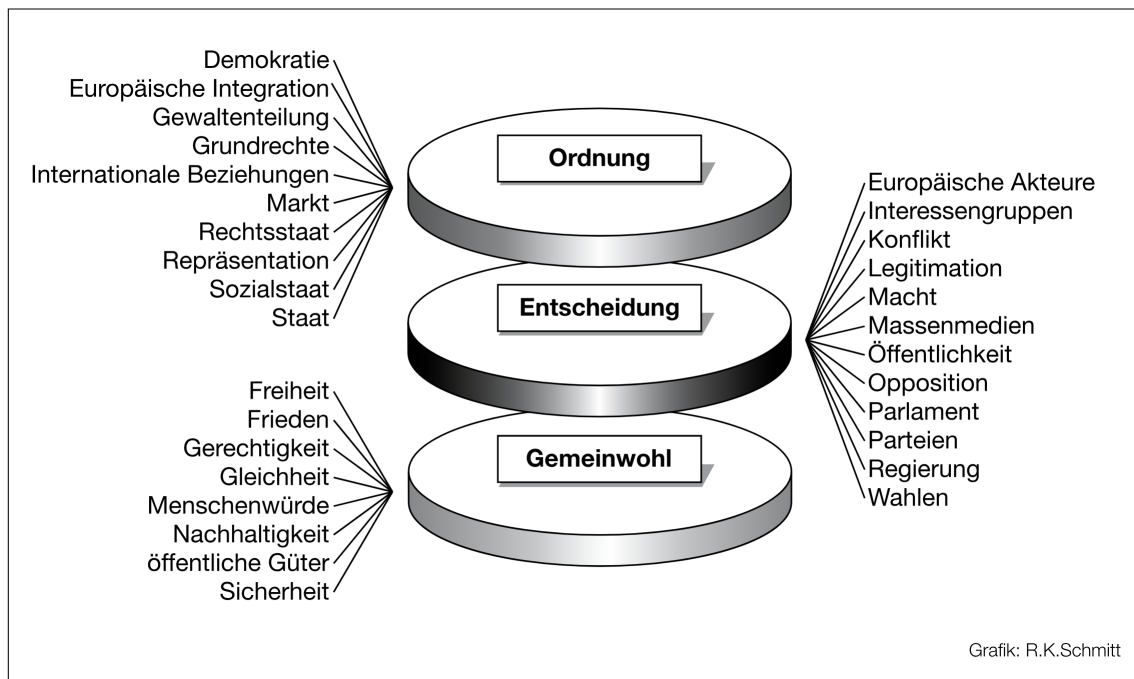 Demokratie
Europäische Integration
Gewaltenteilung
Grundrechte
Internationale Beziehungen
Markt
Rechtsstaat
Repräsentation
Sozialstaat
Staat
Ordnung
Entscheidung
Europäische Akteure
Interessengruppen
Konflikt
Legitimation
Macht
Massenmedien
Öffentlichkeit
Opposition
Parlament
Parteien
Regierung
Wahlen
Freiheit
Frieden
Gerechtigkeit
Gleichheit
Menschenwürde
Nachhaltigkeit
öffentliche Güter
Sicherheit
Gemeinwohl
Grafik: R.K.Schmitt